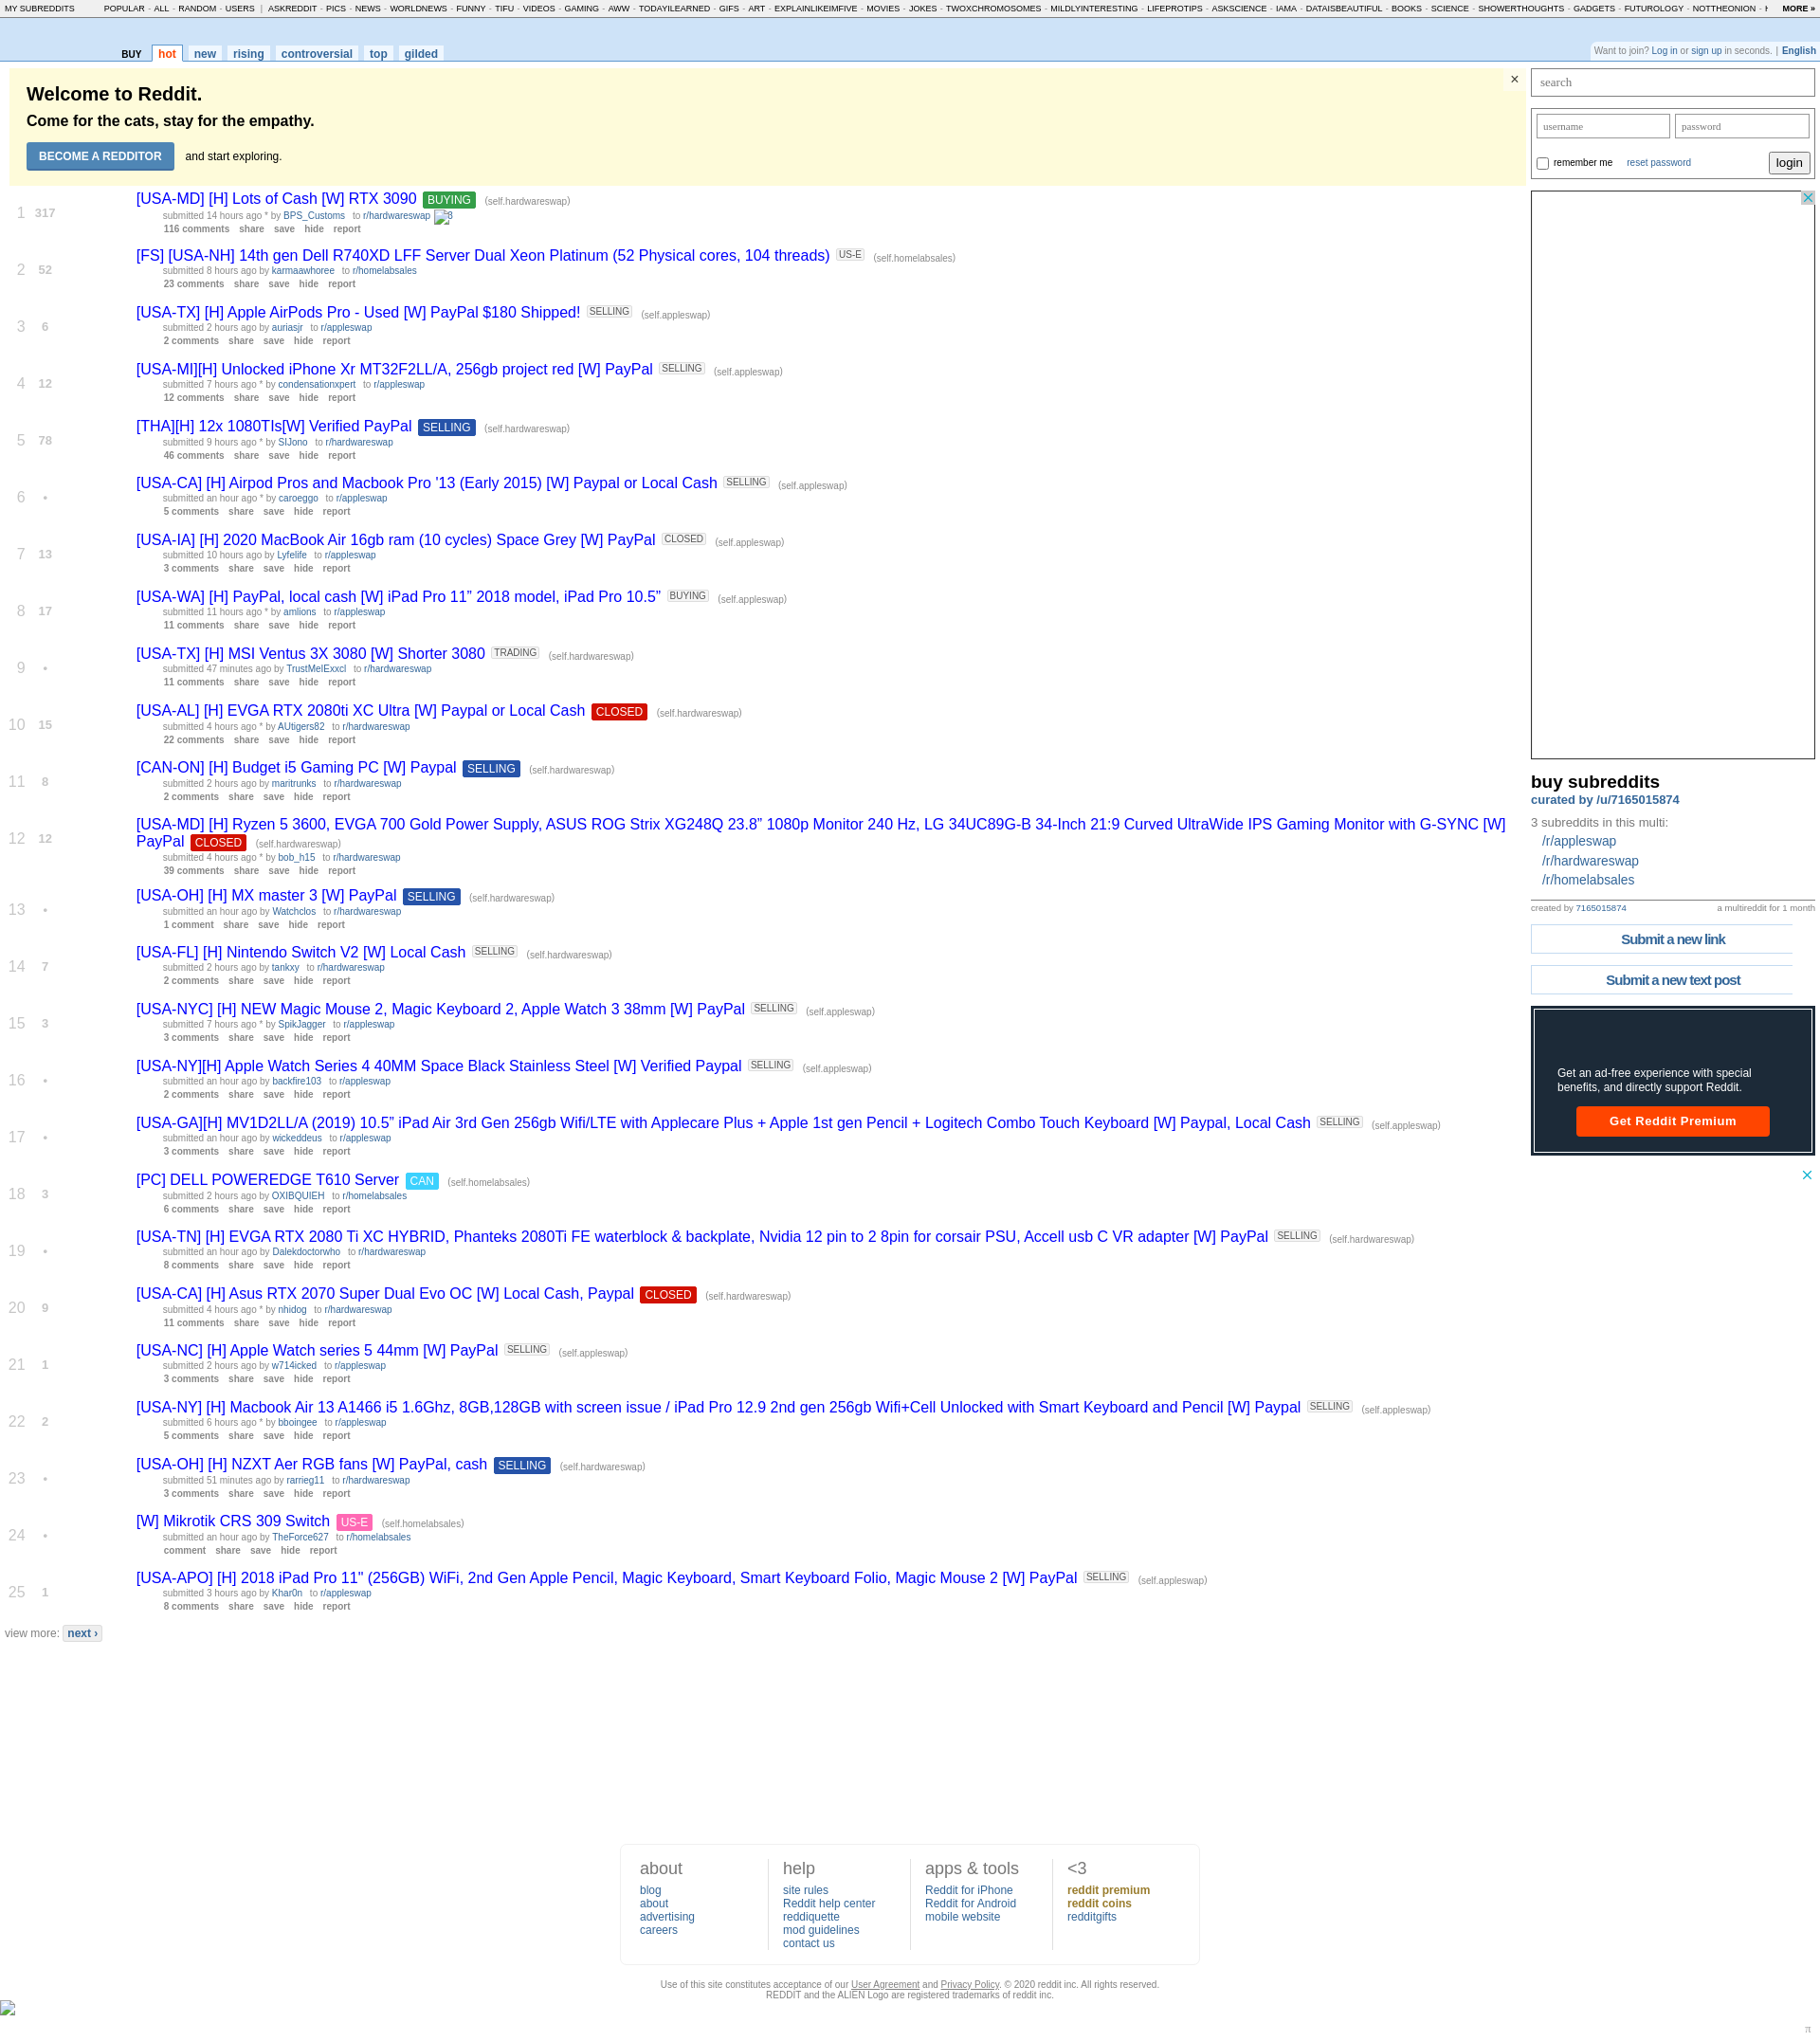 MY SUBREDDITS POPULAR - ALL - RANDOM - USERS | ASKREDDIT - PICS - NEWS - WORLDNEWS - FUNNY - TIFU - VIDEOS - GAMING - AWW - TODAYILEARNED - GIFS - ART - EXPLAINLIKEIMFIVE - MOVIES - JOKES - TWOXCHROMOSOMES - MILDLYINTERESTING - LIFEPROTIPS - ASKSCIENCE - IAMA - DATAISBEAUTIFUL - BOOKS - SCIENCE - SHOWERTHOUGHTS - GADGETS - FUTUROLOGY - NOTTHEONION - MORE »
BUY hot new rising controversial top gilded
Want to join? Log in or sign up in seconds. | English
Welcome to Reddit.
Come for the cats, stay for the empathy.
BECOME A REDDITOR and start exploring.
×
1 317 [USA-MD] [H] Lots of Cash [W] RTX 3090 BUYING (self.hardwareswap)
submitted 14 hours ago * by BPS_Customs to r/hardwareswap 8
116 comments share save hide report
2 52 [FS] [USA-NH] 14th gen Dell R740XD LFF Server Dual Xeon Platinum (52 Physical cores, 104 threads) US-E (self.homelabsales)
submitted 8 hours ago by karmaawhoree to r/homelabsales
23 comments share save hide report
3 6 [USA-TX] [H] Apple AirPods Pro - Used [W] PayPal $180 Shipped! SELLING (self.appleswap)
submitted 2 hours ago by auriasjr to r/appleswap
2 comments share save hide report
4 12 [USA-MI][H] Unlocked iPhone Xr MT32F2LL/A, 256gb project red [W] PayPal SELLING (self.appleswap)
submitted 7 hours ago * by condensationxpert to r/appleswap
12 comments share save hide report
5 78 [THA][H] 12x 1080TIs[W] Verified PayPal SELLING (self.hardwareswap)
submitted 9 hours ago * by SIJono to r/hardwareswap
46 comments share save hide report
6 • [USA-CA] [H] Airpod Pros and Macbook Pro '13 (Early 2015) [W] Paypal or Local Cash SELLING (self.appleswap)
submitted an hour ago * by caroeggo to r/appleswap
5 comments share save hide report
7 13 [USA-IA] [H] 2020 MacBook Air 16gb ram (10 cycles) Space Grey [W] PayPal CLOSED (self.appleswap)
submitted 10 hours ago by Lyfelife to r/appleswap
3 comments share save hide report
8 17 [USA-WA] [H] PayPal, local cash [W] iPad Pro 11” 2018 model, iPad Pro 10.5” BUYING (self.appleswap)
submitted 11 hours ago * by amlions to r/appleswap
11 comments share save hide report
9 • [USA-TX] [H] MSI Ventus 3X 3080 [W] Shorter 3080 TRADING (self.hardwareswap)
submitted 47 minutes ago by TrustMeIExxcl to r/hardwareswap
11 comments share save hide report
10 15 [USA-AL] [H] EVGA RTX 2080ti XC Ultra [W] Paypal or Local Cash CLOSED (self.hardwareswap)
submitted 4 hours ago * by AUtigers82 to r/hardwareswap
22 comments share save hide report
11 8 [CAN-ON] [H] Budget i5 Gaming PC [W] Paypal SELLING (self.hardwareswap)
submitted 2 hours ago by maritrunks to r/hardwareswap
2 comments share save hide report
12 12 [USA-MD] [H] Ryzen 5 3600, EVGA 700 Gold Power Supply, ASUS ROG Strix XG248Q 23.8” 1080p Monitor 240 Hz, LG 34UC89G-B 34-Inch 21:9 Curved UltraWide IPS Gaming Monitor with G-SYNC [W]
PayPal CLOSED (self.hardwareswap)
submitted 4 hours ago * by bob_h15 to r/hardwareswap
39 comments share save hide report
13 • [USA-OH] [H] MX master 3 [W] PayPal SELLING (self.hardwareswap)
submitted an hour ago by Watchclos to r/hardwareswap
1 comment share save hide report
14 7 [USA-FL] [H] Nintendo Switch V2 [W] Local Cash SELLING (self.hardwareswap)
submitted 2 hours ago by tankxy to r/hardwareswap
2 comments share save hide report
15 3 [USA-NYC] [H] NEW Magic Mouse 2, Magic Keyboard 2, Apple Watch 3 38mm [W] PayPal SELLING (self.appleswap)
submitted 7 hours ago * by SpikJagger to r/appleswap
3 comments share save hide report
16 • [USA-NY][H] Apple Watch Series 4 40MM Space Black Stainless Steel [W] Verified Paypal SELLING (self.appleswap)
submitted an hour ago by backfire103 to r/appleswap
2 comments share save hide report
17 • [USA-GA][H] MV1D2LL/A (2019) 10.5” iPad Air 3rd Gen 256gb Wifi/LTE with Applecare Plus + Apple 1st gen Pencil + Logitech Combo Touch Keyboard [W] Paypal, Local Cash SELLING (self.appleswap)
submitted an hour ago by wickeddeus to r/appleswap
3 comments share save hide report
18 3 [PC] DELL POWEREDGE T610 Server CAN (self.homelabsales)
submitted 2 hours ago by OXIBQUIEH to r/homelabsales
6 comments share save hide report
19 • [USA-TN] [H] EVGA RTX 2080 Ti XC HYBRID, Phanteks 2080Ti FE waterblock & backplate, Nvidia 12 pin to 2 8pin for corsair PSU, Accell usb C VR adapter [W] PayPal SELLING (self.hardwareswap)
submitted an hour ago by Dalekdoctorwho to r/hardwareswap
8 comments share save hide report
20 9 [USA-CA] [H] Asus RTX 2070 Super Dual Evo OC [W] Local Cash, Paypal CLOSED (self.hardwareswap)
submitted 4 hours ago * by nhidog to r/hardwareswap
11 comments share save hide report
21 1 [USA-NC] [H] Apple Watch series 5 44mm [W] PayPal SELLING (self.appleswap)
submitted 2 hours ago by w714icked to r/appleswap
3 comments share save hide report
22 2 [USA-NY] [H] Macbook Air 13 A1466 i5 1.6Ghz, 8GB,128GB with screen issue / iPad Pro 12.9 2nd gen 256gb Wifi+Cell Unlocked with Smart Keyboard and Pencil [W] Paypal SELLING (self.appleswap)
submitted 6 hours ago * by bboingee to r/appleswap
5 comments share save hide report
23 • [USA-OH] [H] NZXT Aer RGB fans [W] PayPal, cash SELLING (self.hardwareswap)
submitted 51 minutes ago by rarrieg11 to r/hardwareswap
3 comments share save hide report
24 • [W] Mikrotik CRS 309 Switch US-E (self.homelabsales)
submitted an hour ago by TheForce627 to r/homelabsales
comment share save hide report
25 1 [USA-APO] [H] 2018 iPad Pro 11" (256GB) WiFi, 2nd Gen Apple Pencil, Magic Keyboard, Smart Keyboard Folio, Magic Mouse 2 [W] PayPal SELLING (self.appleswap)
submitted 3 hours ago by Khar0n to r/appleswap
8 comments share save hide report
view more: next ›
search
username password
remember me reset password login
buy subreddits
curated by /u/7165015874
3 subreddits in this multi:
/r/appleswap
/r/hardwareswap
/r/homelabsales
created by 7165015874 a multireddit for 1 month
Submit a new link
Submit a new text post
Get an ad-free experience with special
benefits, and directly support Reddit.
Get Reddit Premium
about
blog
about
advertising
careers
help
site rules
Reddit help center
reddiquette
mod guidelines
contact us
apps & tools
Reddit for iPhone
Reddit for Android
mobile website
<3
reddit premium
reddit coins
redditgifts
Use of this site constitutes acceptance of our User Agreement and Privacy Policy. © 2020 reddit inc. All rights reserved.
REDDIT and the ALIEN Logo are registered trademarks of reddit inc.
π